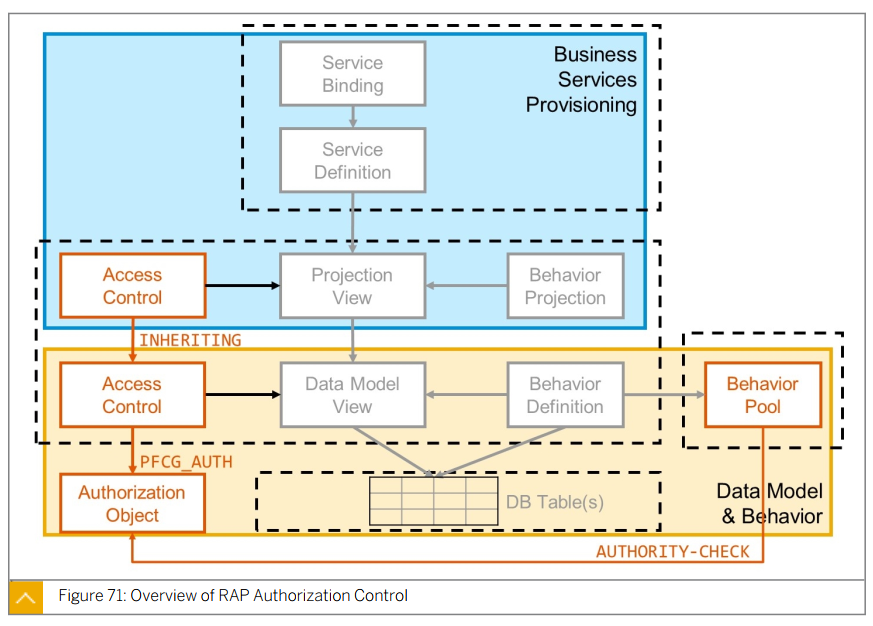 Service
Binding
Business
Services
Provisioning
Service
Definition
Access
Control
Projection
View
Behavior
Projection
INHERITING
Access
Control
Data Model
View
Behavior
Definition
Behavior
Pool
PFCG_AUTH
Authorization
Object
DB Table(s)
Data Model
& Behavior
AUTHORITY-CHECK
Figure 71: Overview of RAP Authorization Control